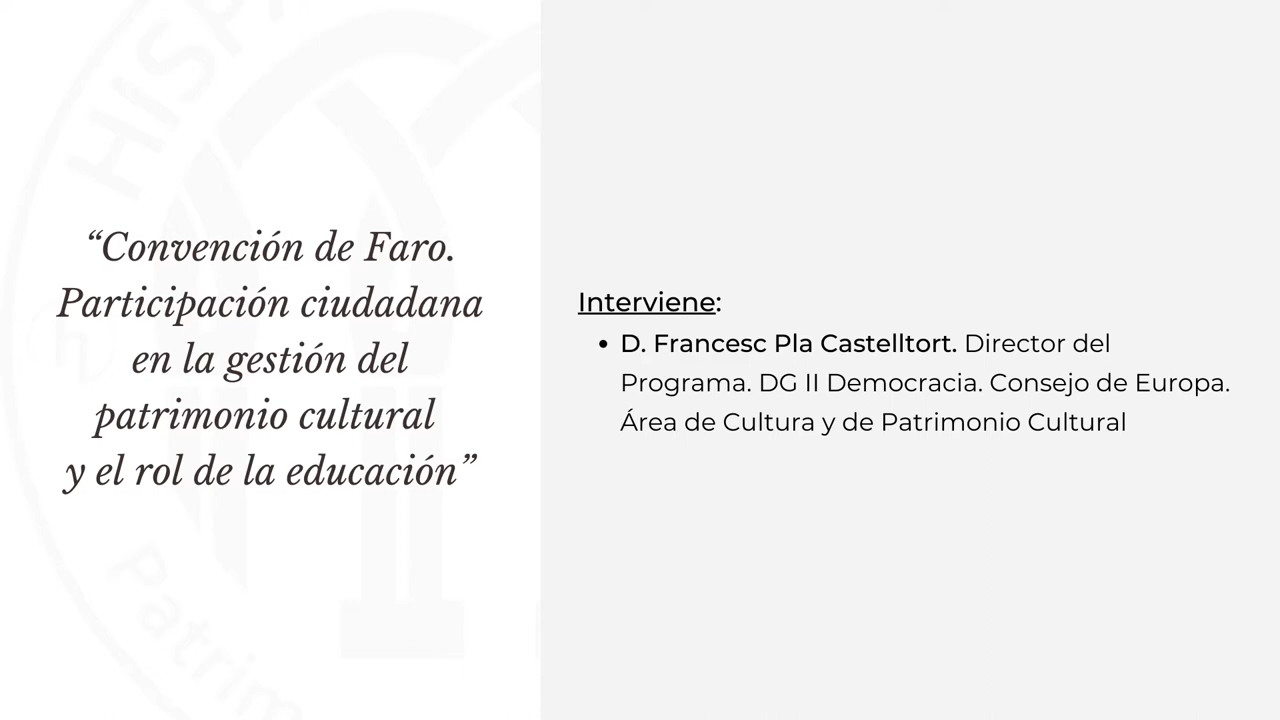 “Convención de Faro.
Participación ciudadana
en la gestión del
patrimonio cultural
y el rol de la educación”
Interviene:
• D. Francesc Pla Castelltort. Director del
Programa. DG II Democracia. Consejo de Europa.
Área de Cultura y de Patrimonio Cultural